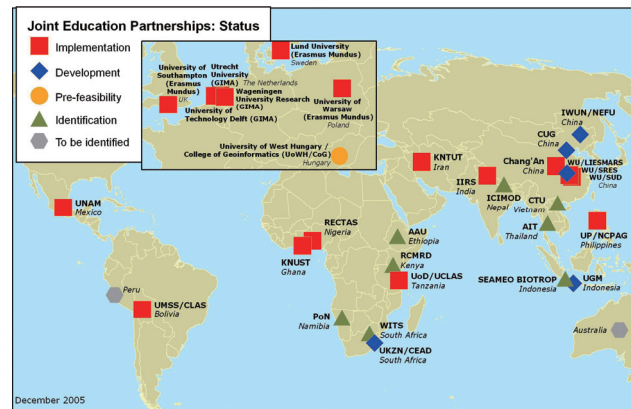 Joint Education Partnerships: Status
Implementation
Development
Pre-feasibility
Identification
To be identified
Lund University
(Erasmus Mundus)
Sweden
University of
Southampton
(Erasmus
Mundus)
UK
Utrecht
University
(GIMA)
The Netherlands
Wageningen
University Research
(GIMA)
University of
Technology Delft (GIMA)
University of
Warsaw
(Erasmus Mundus)
Poland
University of West Hungary /
College of Geoinformatics (UoWH/CoG)
Hungary
IWUN/NEFU
China
CUG
China
KNTUT
Iran
Chang'An
China
WU/LIESMARS
WU/SRES
WU/SUD
China
IIRS
India
ICIMOD
Nepal
CTU
Vietnam
UNAM
Mexico
RECTAS
Nigeria
KNUST
Ghana
AAU
Ethiopia
RCMRD
Kenya
AIT
Thailand
UP/NCPAG
Philippines
UoD/UCLAS
Tanzania
SEAMEO BIOTROP
Indonesia
UGM
Indonesia
Peru
UMSS/CLAS
Bolivia
PoN
Namibia
WITS
South Africa
UKZN/CEAD
South Africa
Australia
December 2005